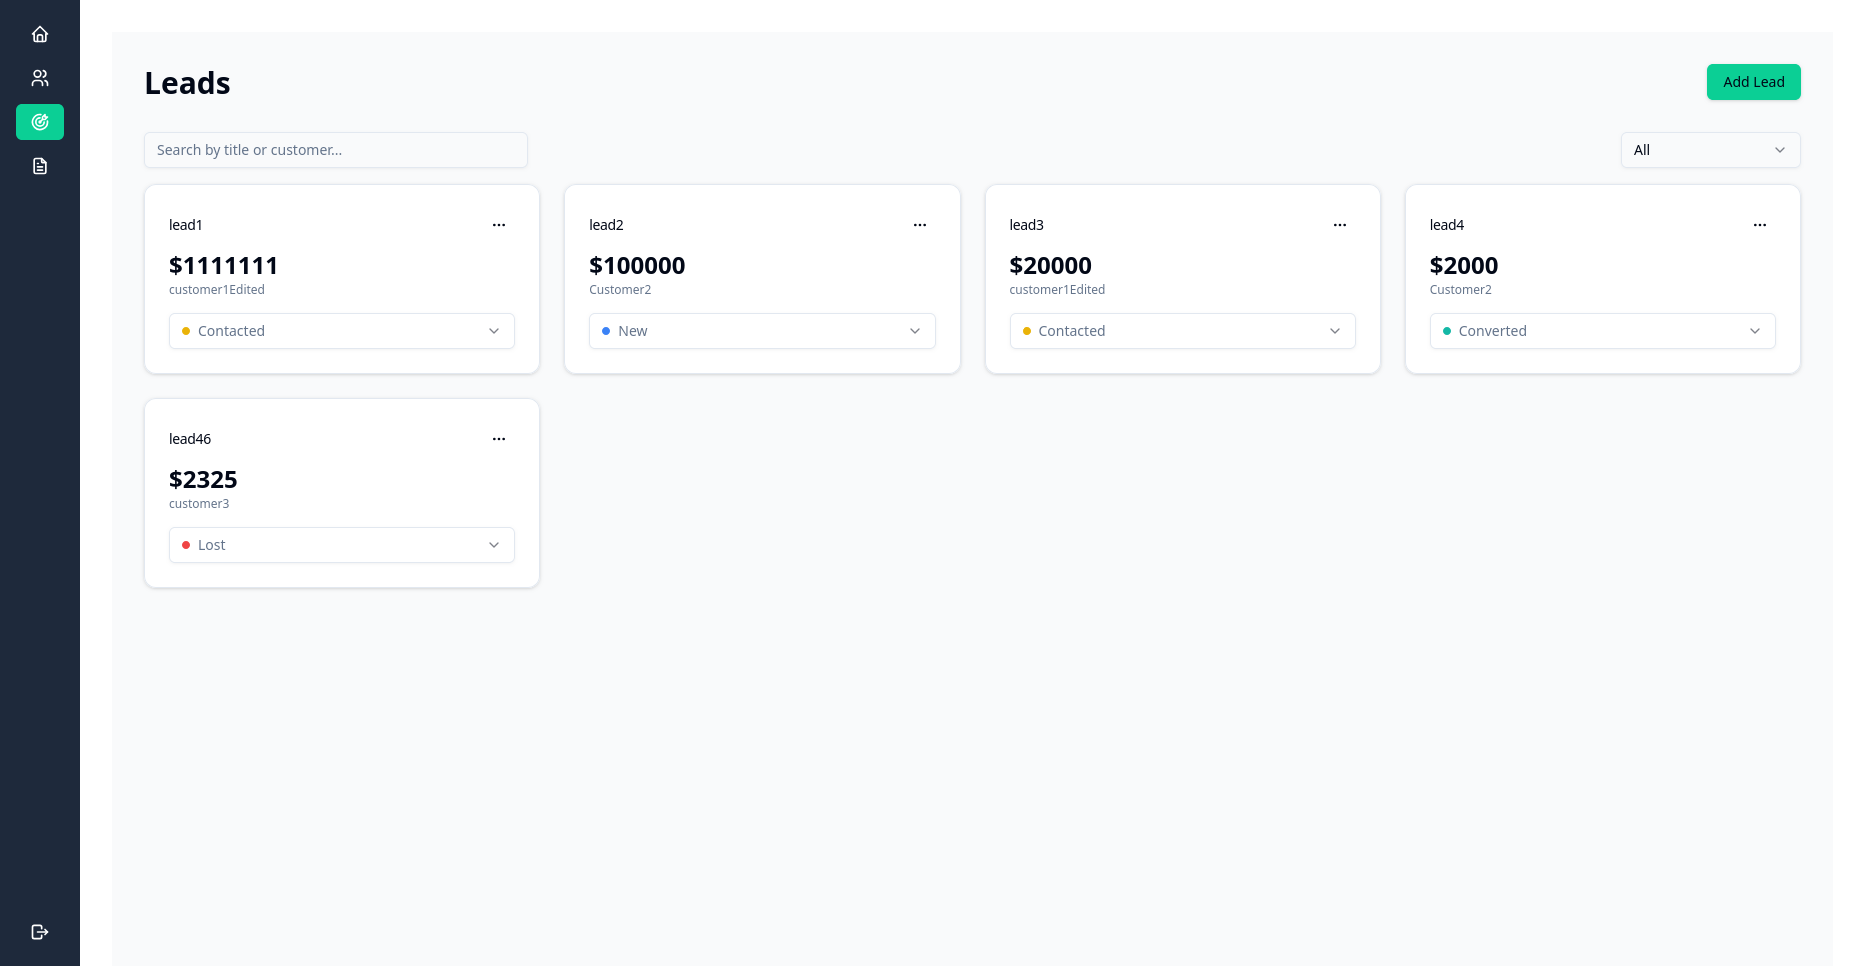 Leads
Add Lead
Search by title or customer...
All
lead1
$1111111
customer1Edited
Contacted
lead2
$100000
Customer2
New
lead3
$20000
customer1Edited
Contacted
lead4
$2000
Customer2
Converted
lead46
$2325
customer3
Lost